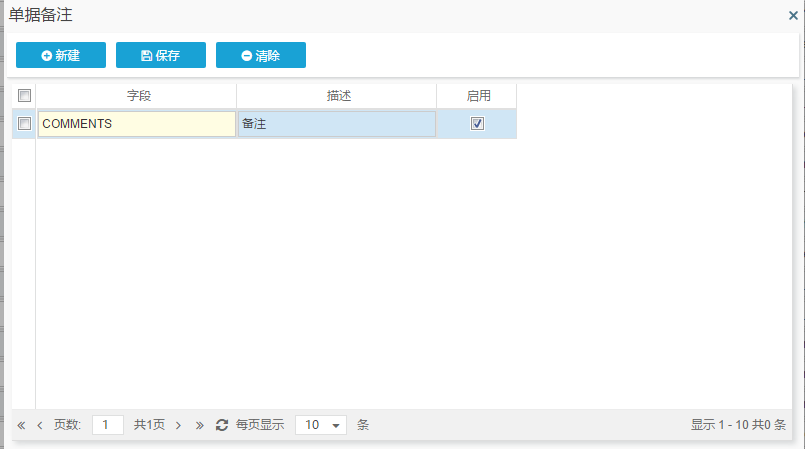 单据备注
新建 保存 清除
字段 描述 启用
COMMENTS 备注
页数: 1 共1页 每页显示 10 条 显示 1 - 10 共0 条